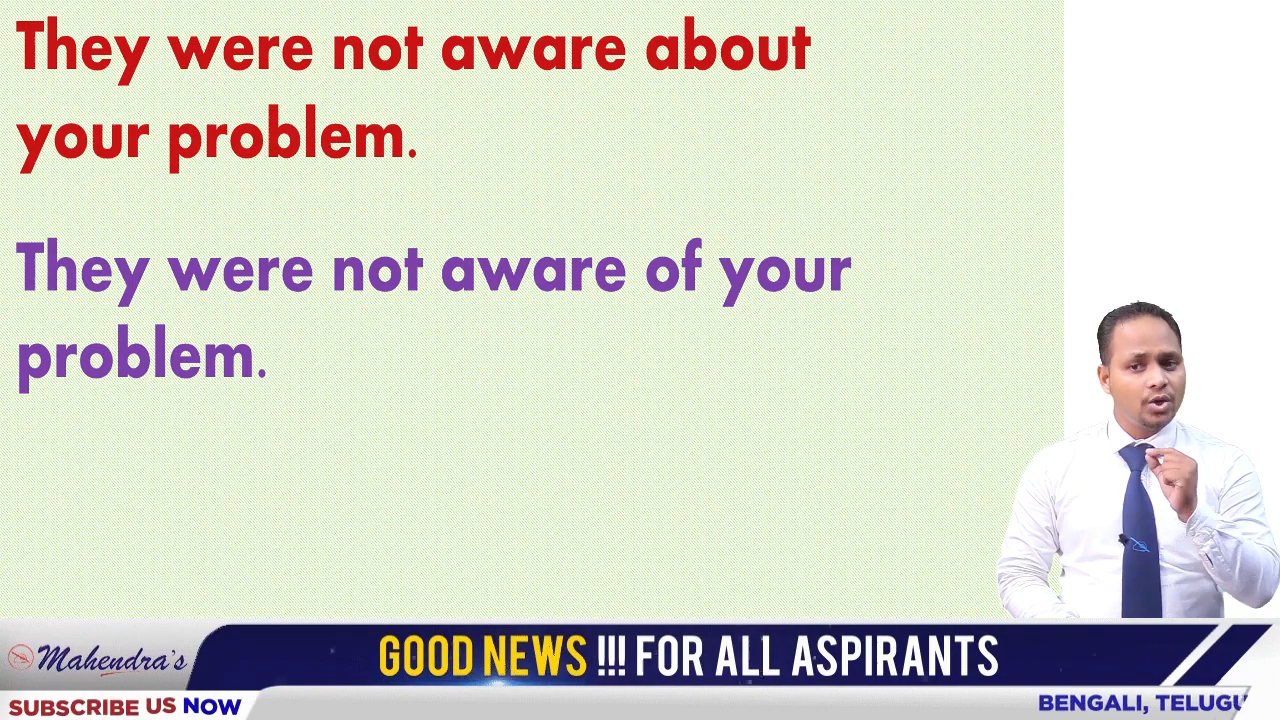 They were not aware about
your problem.
They were not aware of your
problem.
Mahendra's
GOOD NEWS !!! FOR ALL ASPIRANTS
SUBSCRIBE US NOW
BENGALI, TELUGU